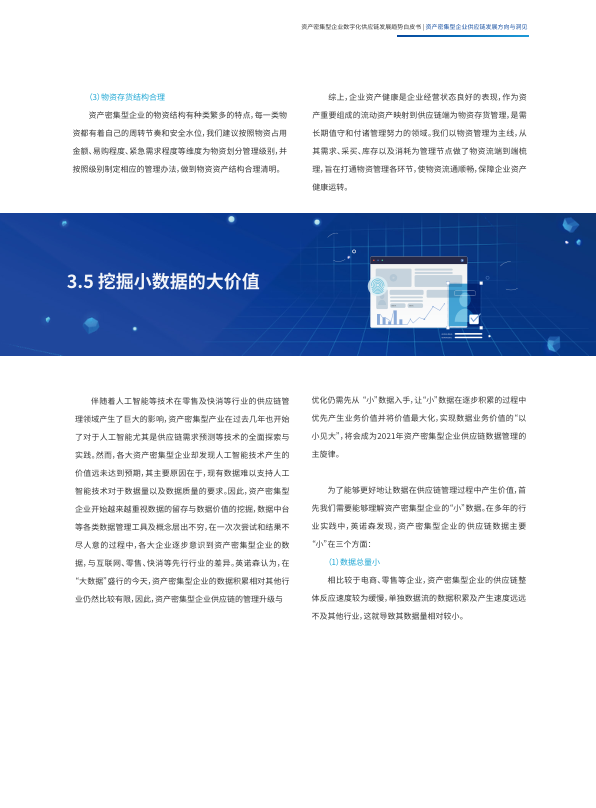 资产密集型企业数字化供应链发展趋势白皮书 | 资产密集型企业供应链发展方向与洞见
（3）物资存货结构合理
资产密集型企业的物资结构有种类繁多的特点，每一类物
资都有着自己的周转节奏和安全水位，我们建议按照物资占用
金额、易购程度、紧急需求程度等维度为物资划分管理级别，并
按照级别制定相应的管理办法，做到物资资产结构合理清明。
综上，企业资产健康是企业经营状态良好的表现，作为资
产重要组成的流动资产映射到供应链端为物资存货管理，是需
长期值守和付诸管理努力的领域。我们以物资管理为主线，从
其需求、采买、库存以及消耗为管理节点做了物资流端到端梳
理，旨在打通物资管理各环节，使物资流通顺畅，保障企业资产
健康运转。
3.5 挖掘小数据的大价值
伴随着人工智能等技术在零售及快消等行业的供应链管
理领域产生了巨大的影响，资产密集型产业在过去几年也开始
了对于人工智能尤其是供应链需求预测等技术的全面探索与
实践。然而，各大资产密集型企业却发现人工智能技术产生的
价值远未达到预期，其主要原因在于，现有数据难以支持人工
智能技术对于数据量以及数据质量的要求。因此，资产密集型
企业开始越来越重视数据的留存与数据价值的挖掘，数据中台
等各类数据管理工具及概念层出不穷，在一次次尝试和结果不
尽人意的过程中，各大企业逐步意识到资产密集型企业的数
据，与互联网、零售、快消等先行行业的差异。英诺森认为，在
“大数据”盛行的今天，资产密集型企业的数据积累相对其他行
业仍然比较有限，因此，资产密集型企业供应链的管理升级与
优化仍需先从 “小”数据入手，让“小”数据在逐步积累的过程中
优先产生业务价值并将价值最大化，实现数据业务价值的“以
小见大”，将会成为2021年资产密集型企业供应链数据管理的
主旋律。
为了能够更好地让数据在供应链管理过程中产生价值，首
先我们需要能够理解资产密集型企业的“小”数据。在多年的行
业实践中，英诺森发现，资产密集型企业的供应链数据主要
“小”在三个方面：
（1）数据总量小
相比较于电商、零售等企业，资产密集型企业的供应链整
体反应速度较为缓慢，单独数据流的数据积累及产生速度远远
不及其他行业，这就导致其数据量相对较小。